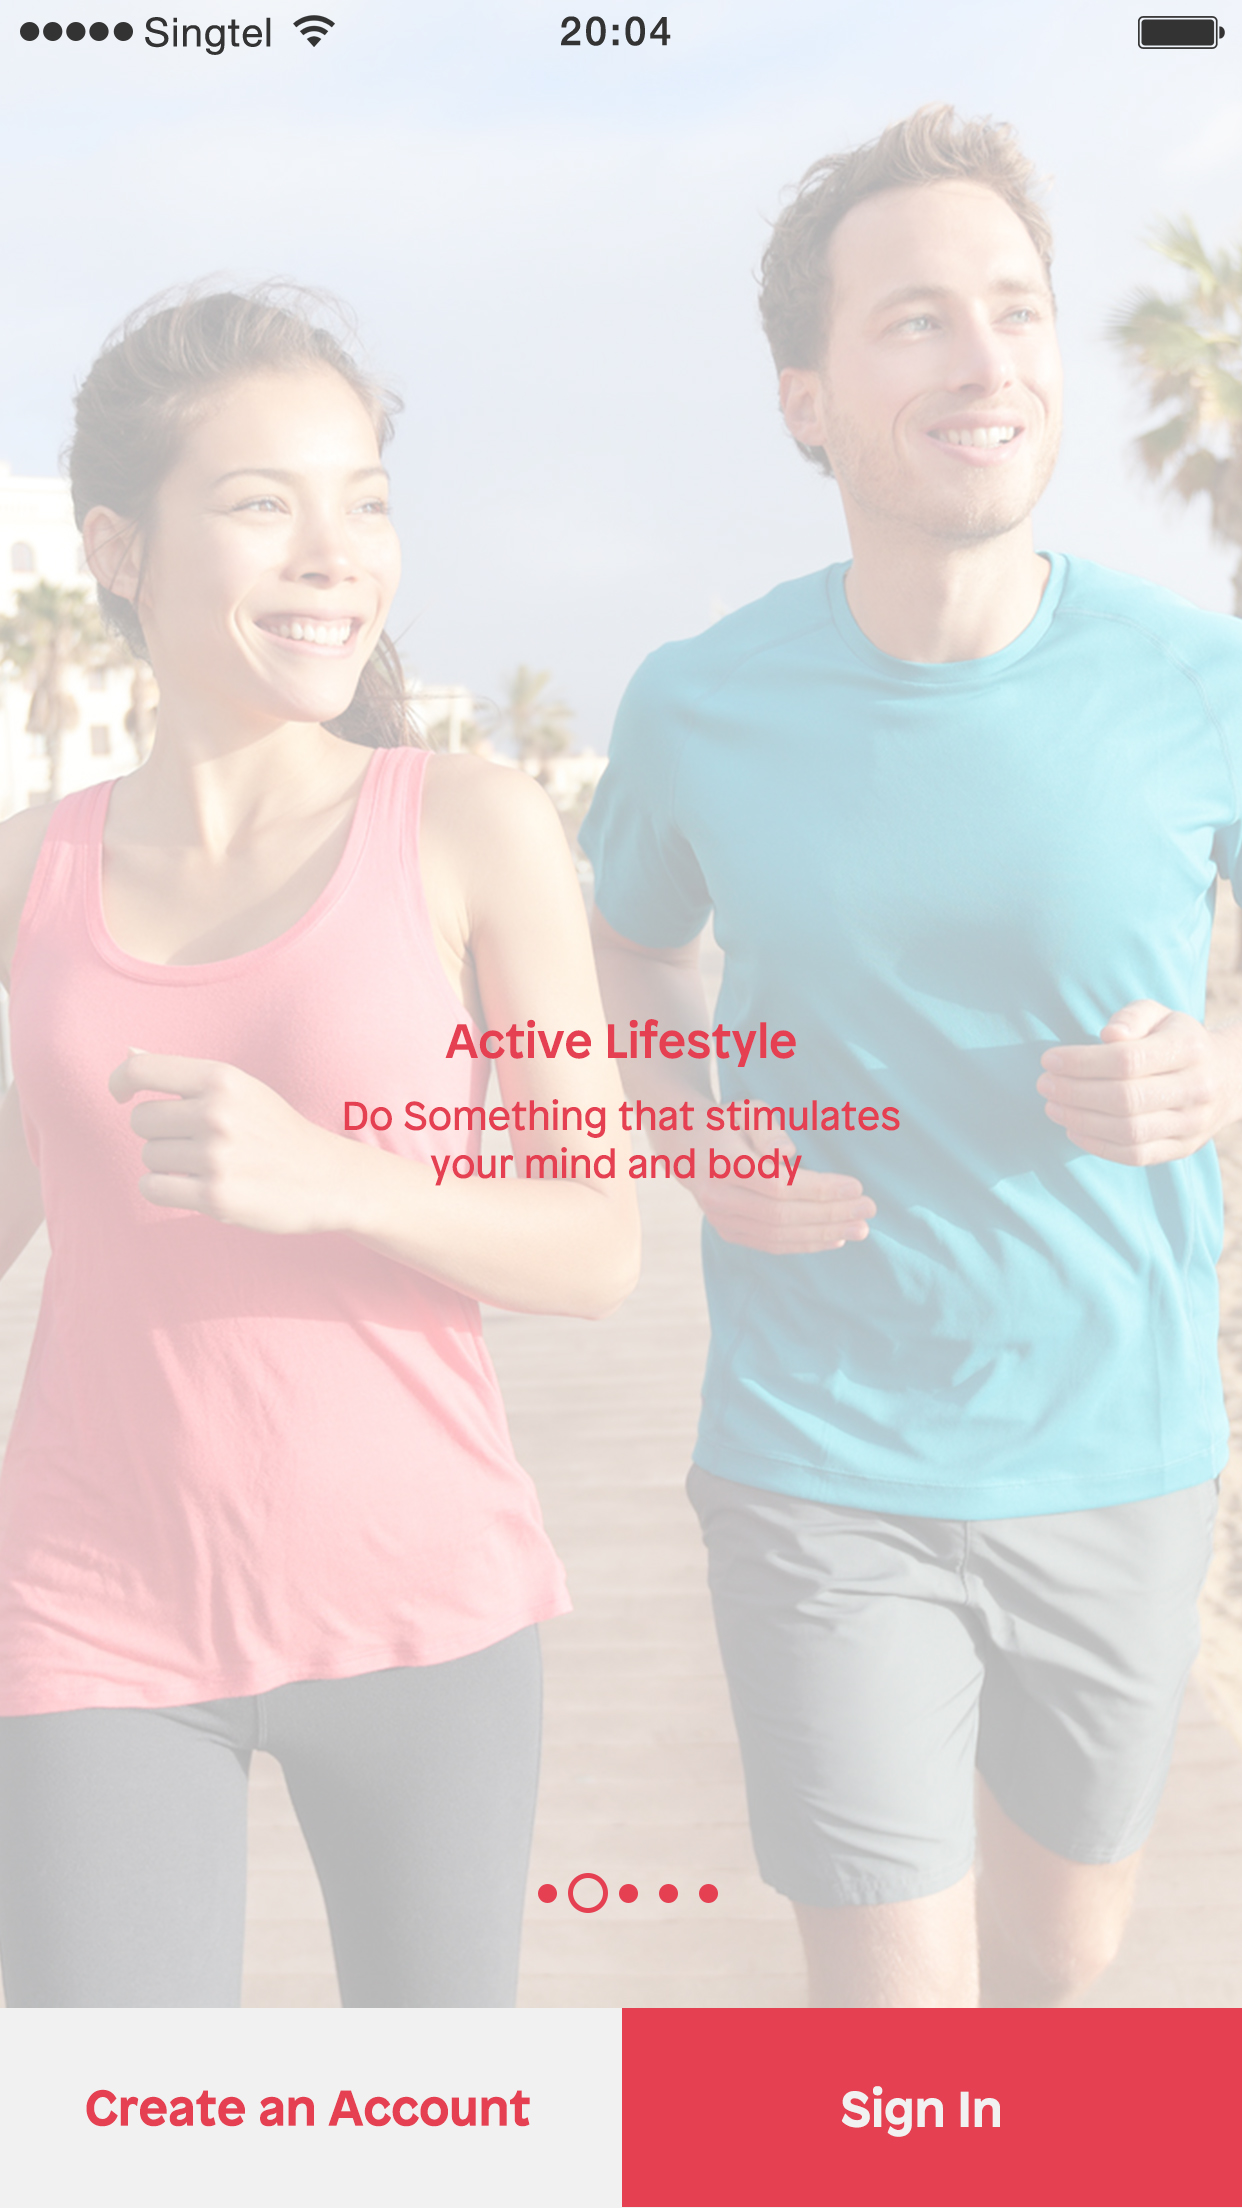 Singtel
20:04
Active Lifestyle
Do Something that stimulates
your mind and body
Create an Account
Sign In